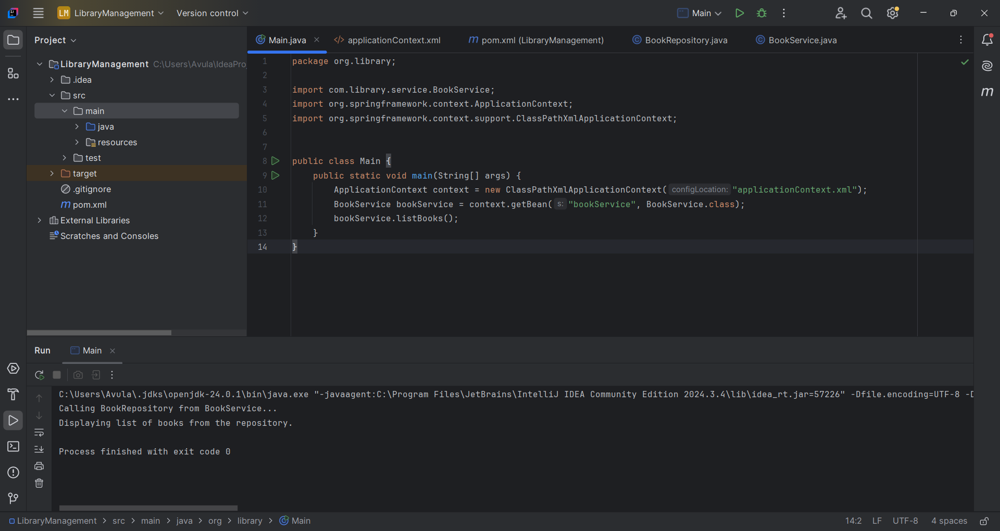 LM LibraryManagement Version control Main
Project
Main.java applicationContext.xml m pom.xml (LibraryManagement) BookRepository.java BookService.java
LibraryManagement C:\Users\Avula\IdeaPro
.idea
src
main
java
resources
test
target
.gitignore
m pom.xml
External Libraries
Scratches and Consoles
1 package org.library;
2
3 import com.library.service.BookService;
4 import org.springframework.context.ApplicationContext;
5 import org.springframework.context.support.ClassPathXmlApplicationContext;
6
7
8 public class Main {
9 public static void main(String[] args) {
10 ApplicationContext context = new ClassPathXmlApplicationContext( configLocation: "applicationContext.xml");
11 BookService bookService = context.getBean( s: "bookService", BookService.class);
12 bookService.listBooks();
13 }
14 }
m
Run Main
C:\Users\Avula\.jdks\openjdk-24.0.1\bin\java.exe "-javaagent:C:\Program Files\JetBrains\IntelliJ IDEA Community Edition 2024.3.4\lib\idea_rt.jar=57226" -Dfile.encoding=UTF-8 -D
Calling BookRepository from BookService...
Displaying list of books from the repository.
Process finished with exit code 0
LibraryManagement > src > main > java > org > library > Main 14:2 LF UTF-8 4 spaces